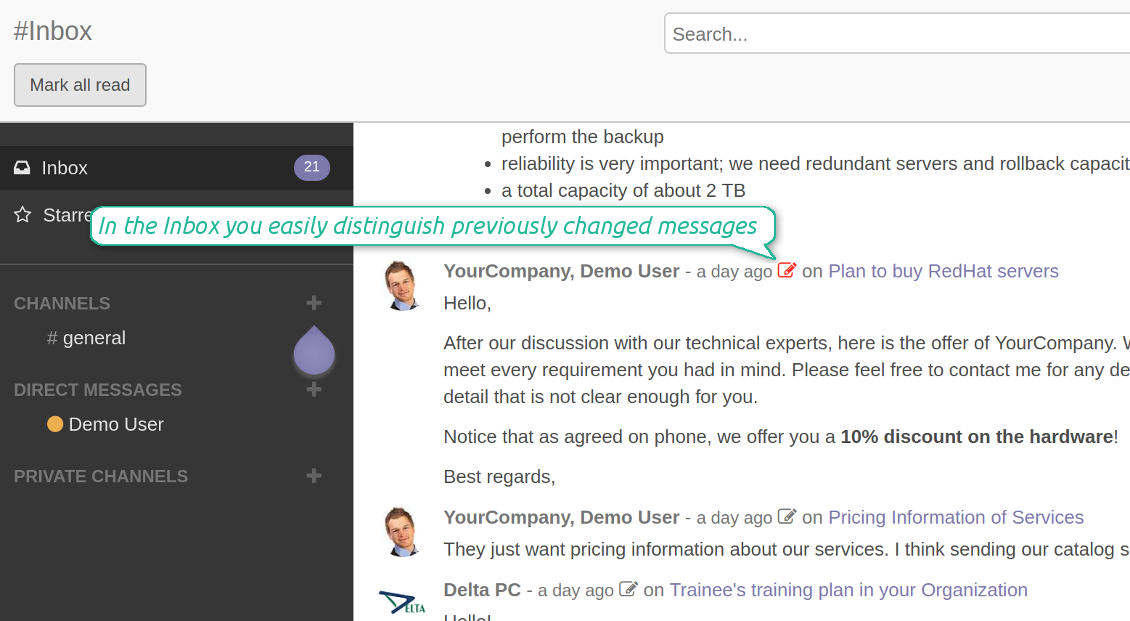 #Inbox
Search...
Mark all read
Inbox 21
Starre
In the Inbox you easily distinguish previously changed messages
CHANNELS
# general
DIRECT MESSAGES
Demo User
PRIVATE CHANNELS
perform the backup
• reliability is very important; we need redundant servers and rollback capacit
• a total capacity of about 2 TB
YourCompany, Demo User - a day ago on Plan to buy RedHat servers
Hello,
After our discussion with our technical experts, here is the offer of YourCompany. W
meet every requirement you had in mind. Please feel free to contact me for any de
detail that is not clear enough for you.
Notice that as agreed on phone, we offer you a 10% discount on the hardware!
Best regards,
YourCompany, Demo User - a day ago on Pricing Information of Services
They just want pricing information about our services. I think sending our catalog s
DELTA
Delta PC - a day ago on Trainee's training plan in your Organization
Hello!